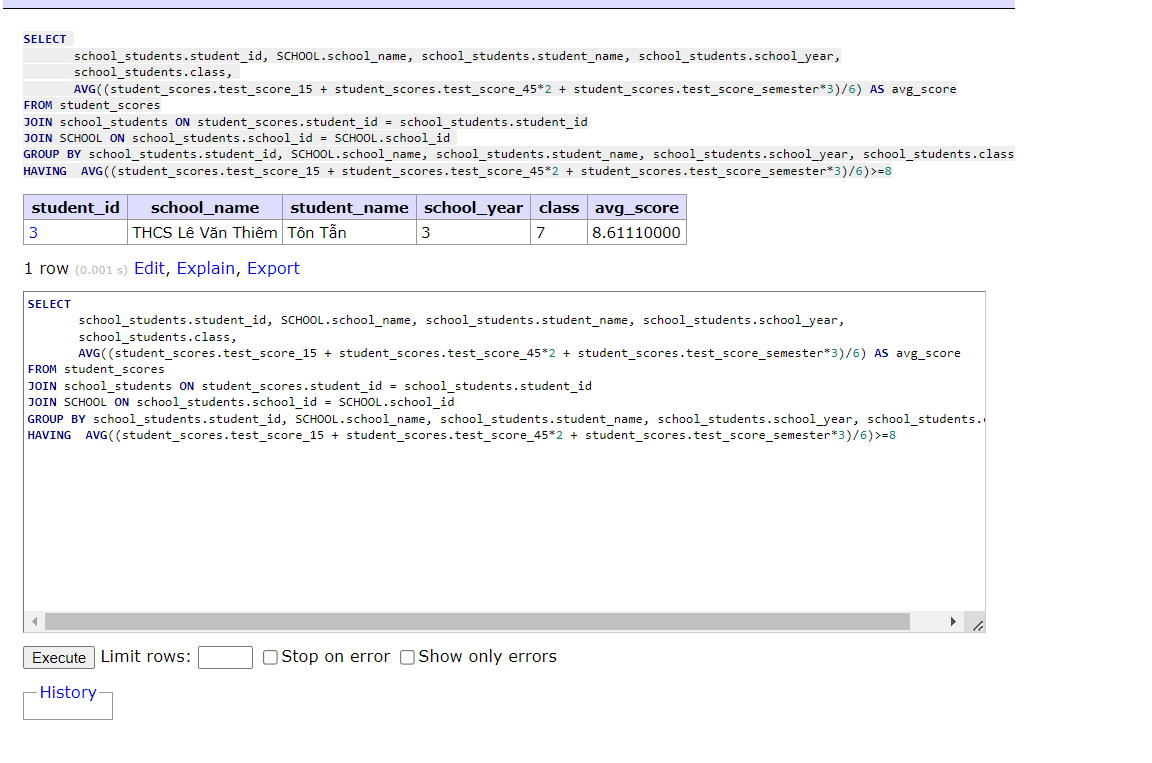 SELECT
school_students.student_id, SCHOOL.school_name, school_students.student_name, school_students.school_year,
school_students.class,
AVG((student_scores.test_score_15 + student_scores.test_score_45*2 + student_scores.test_score_semester*3)/6) AS avg_score
FROM student_scores
JOIN school_students ON student_scores.student_id = school_students.student_id
JOIN SCHOOL ON school_students.school_id = SCHOOL.school_id
GROUP BY school_students.student_id, SCHOOL.school_name, school_students.student_name, school_students.school_year, school_students.class
HAVING AVG((student_scores.test_score_15 + student_scores.test_score_45*2 + student_scores.test_score_semester*3)/6)>=8
student_id school_name student_name school_year class avg_score
3 THCS Lê Văn Thiêm Tôn Tẫn 3 7 8.61110000
1 row (0.001 s) Edit, Explain, Export
SELECT
school_students.student_id, SCHOOL.school_name, school_students.student_name, school_students.school_year,
school_students.class,
AVG((student_scores.test_score_15 + student_scores.test_score_45*2 + student_scores.test_score_semester*3)/6) AS avg_score
FROM student_scores
JOIN school_students ON student_scores.student_id = school_students.student_id
JOIN SCHOOL ON school_students.school_id = SCHOOL.school_id
GROUP BY school_students.student_id, SCHOOL.school_name, school_students.student_name, school_students.school_year, school_students.
HAVING AVG((student_scores.test_score_15 + student_scores.test_score_45*2 + student_scores.test_score_semester*3)/6)>=8
Execute Limit rows: Stop on error Show only errors
History